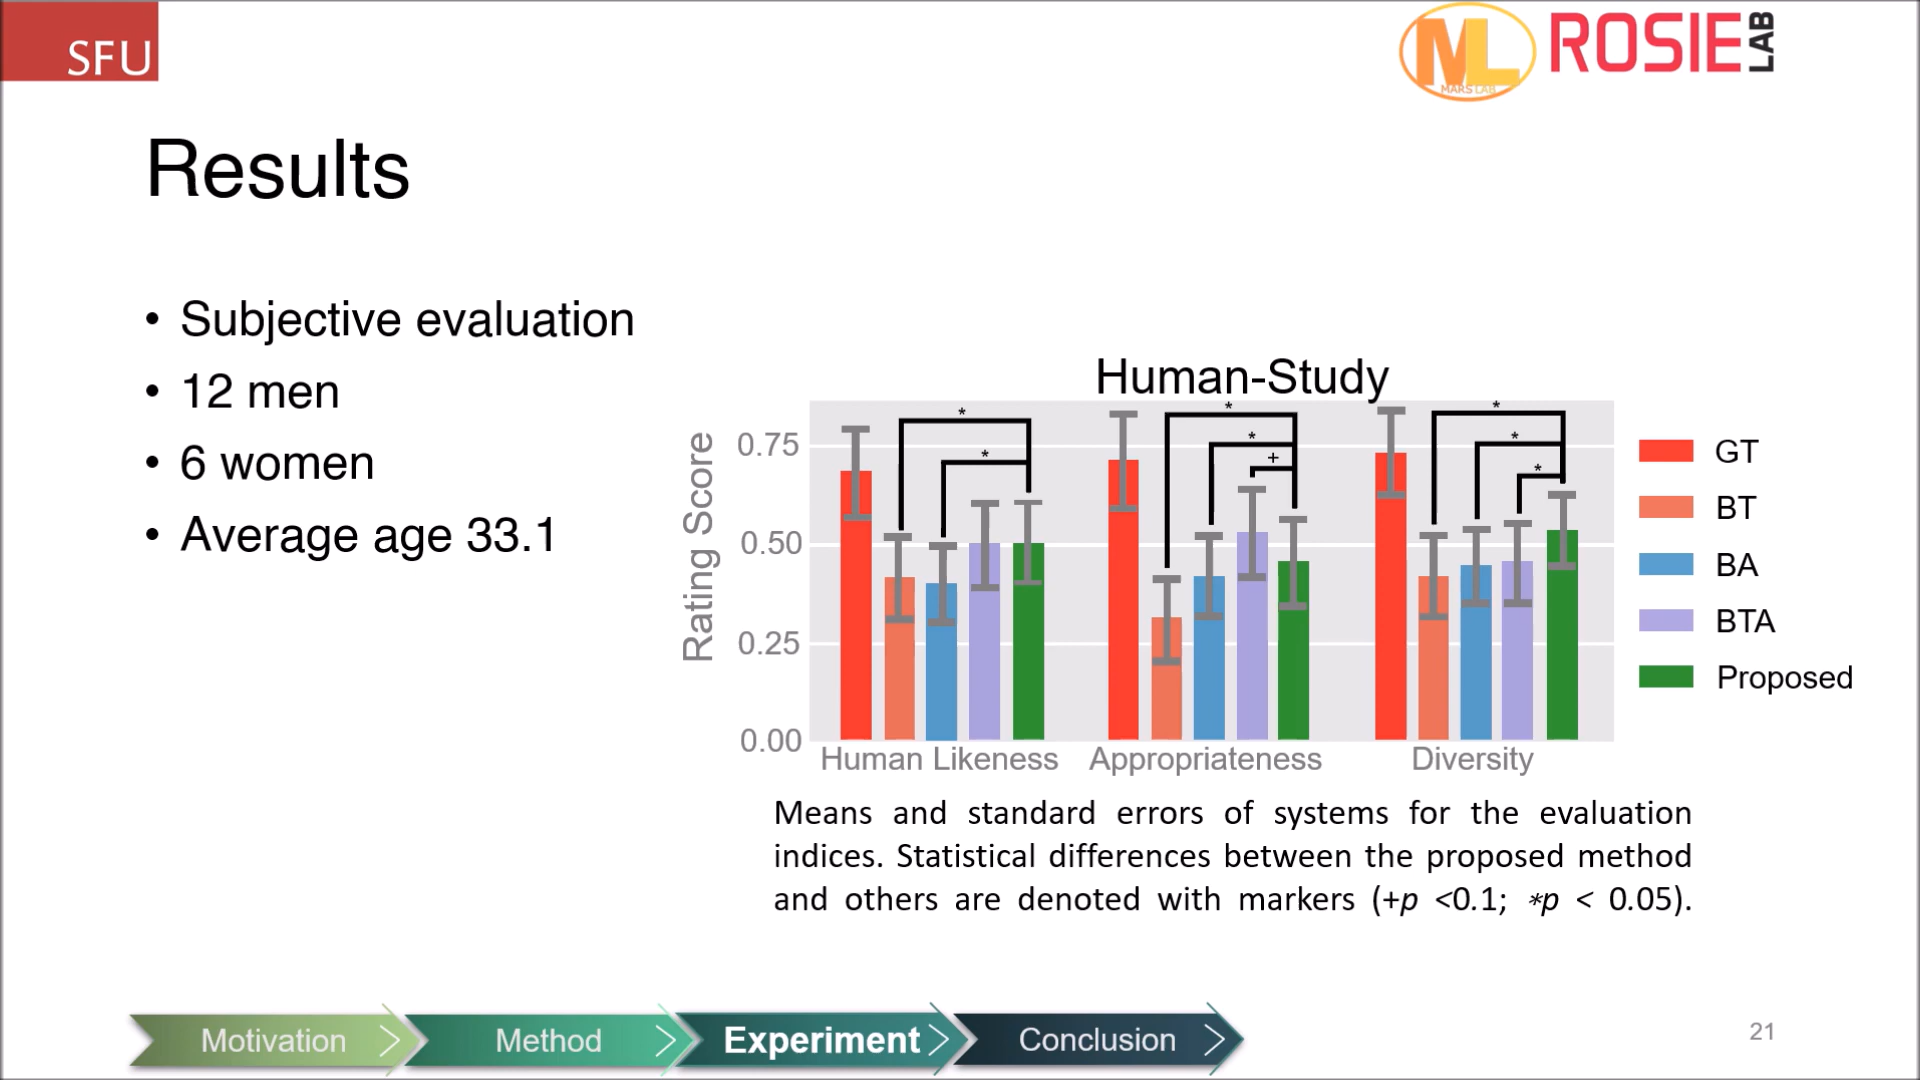 SFU
ML
MARS LAB
ROSIE LAB
Results
• Subjective evaluation
• 12 men
• 6 women
• Average age 33.1
Human-Study
Rating Score
0.75
0.50
0.25
0.00
*
*
*
*
+
*
*
*
Human Likeness Appropriateness Diversity
GT
BT
BA
BTA
Proposed
Means and standard errors of systems for the evaluation
indices. Statistical differences between the proposed method
and others are denoted with markers (+p <0.1; *p < 0.05).
Motivation Method Experiment Conclusion
21